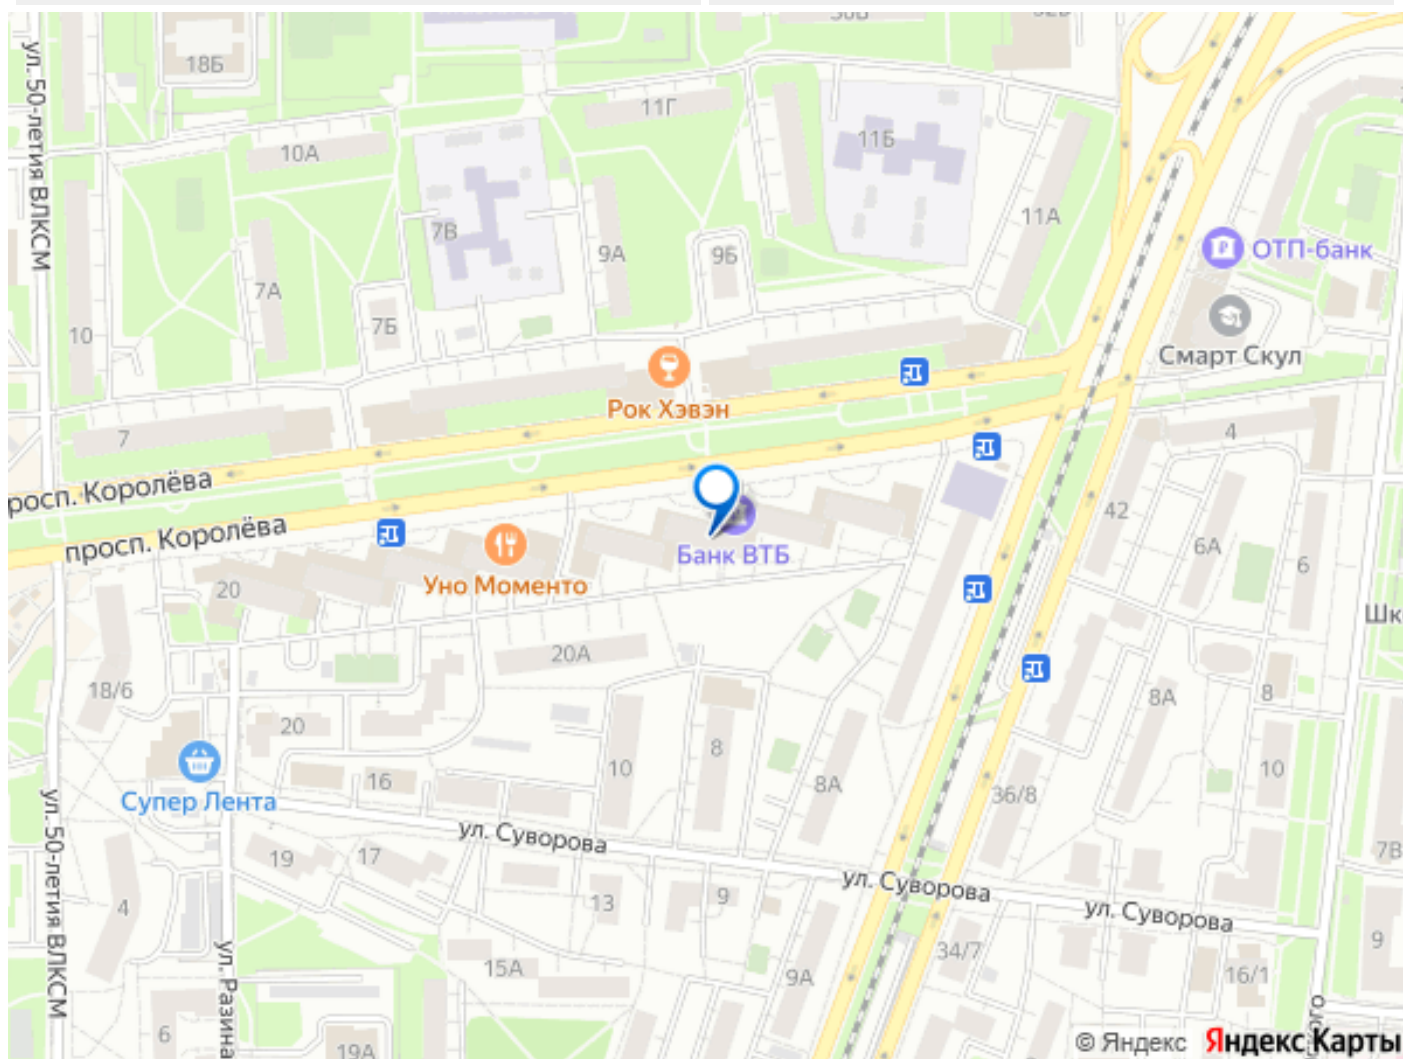 18Б
11Г
10А
11Б
ул. 50-летия ВЛКСМ
11А
7В
9А
9Б
ОТП-банк
7А
7Б
10
Смарт Скул
Рок Хэвэн
7
4
просп. Королёва
просп. Королёва
42
Банк ВТБ
6А
6
20
Уно Моменто
20А
18/6
8А
8
20
8
16
10
8А
10
36/8
Супер Лента
ул. Суворова
7В
19
17
ул. Суворова
ул. 50-летия ВЛКСМ
4
13
9
ул. Суворова
34/7
9
15А
9А
16/1
ул. Разина
6
19А
© Яндекс
Яндекс Карты